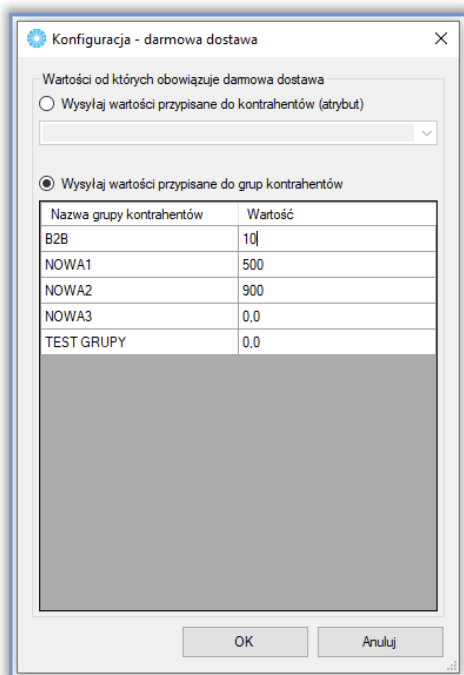 Konfiguracja - darmowa dostawa
Wartości od których obowiązuje darmowa dostawa
Wysyłaj wartości przypisane do kontrahentów (atrybut)
Wysyłaj wartości przypisane do grup kontrahentów
Nazwa grupy kontrahentów Wartość
B2B 10
NOWA1 500
NOWA2 900
NOWA3 0,0
TEST GRUPY 0,0
OK Anuluj